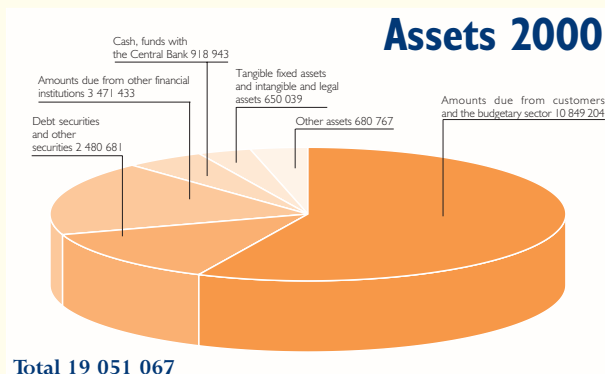 Assets 2000
Cash, funds with
the Central Bank 918 943
Amounts due from other financial
institutions 3 471 433
Debt securities
and other
securities 2 480 681
Tangible fixed assets
and intangible and legal
assets 650 039
Other assets 680 767
Amounts due from customers
and the budgetary sector 10 849 204
Total 19 051 067